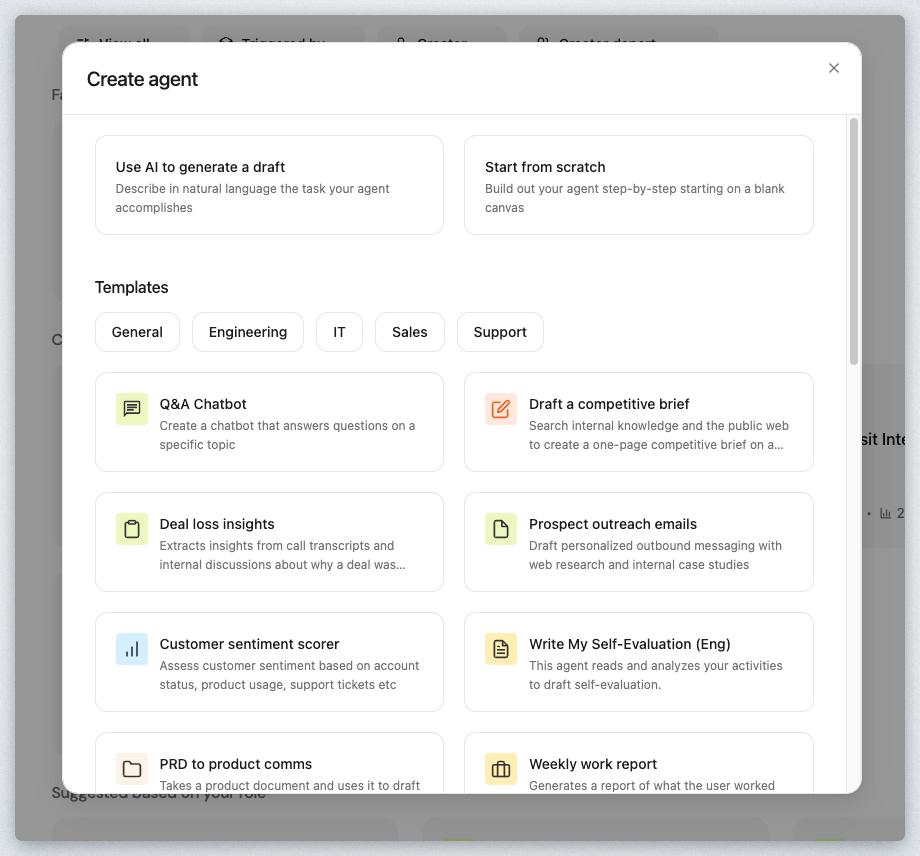 View all
Triggered by
Creator
Creator depart
Create agent
Fa
Use AI to generate a draft
Describe in natural language the task your agent
accomplishes
Start from scratch
Build out your agent step-by-step starting on a blank
canvas
Templates
General
Engineering
IT
Sales
Support
C
Q&A Chatbot
Create a chatbot that answers questions on a
specific topic
Draft a competitive brief
Search internal knowledge and the public web
to create a one-page competitive brief on a...
sit Inte
Deal loss insights
Extracts insights from call transcripts and
internal discussions about why a deal was...
Prospect outreach emails
Draft personalized outbound messaging with
web research and internal case studies
• 2
Customer sentiment scorer
Assess customer sentiment based on account
status, product usage, support tickets etc
Write My Self-Evaluation (Eng)
This agent reads and analyzes your activities
to draft self-evaluation.
PRD to product comms
Takes a product document and uses it to draft
Weekly work report
Generates a report of what the user worked
Suggested based on your role